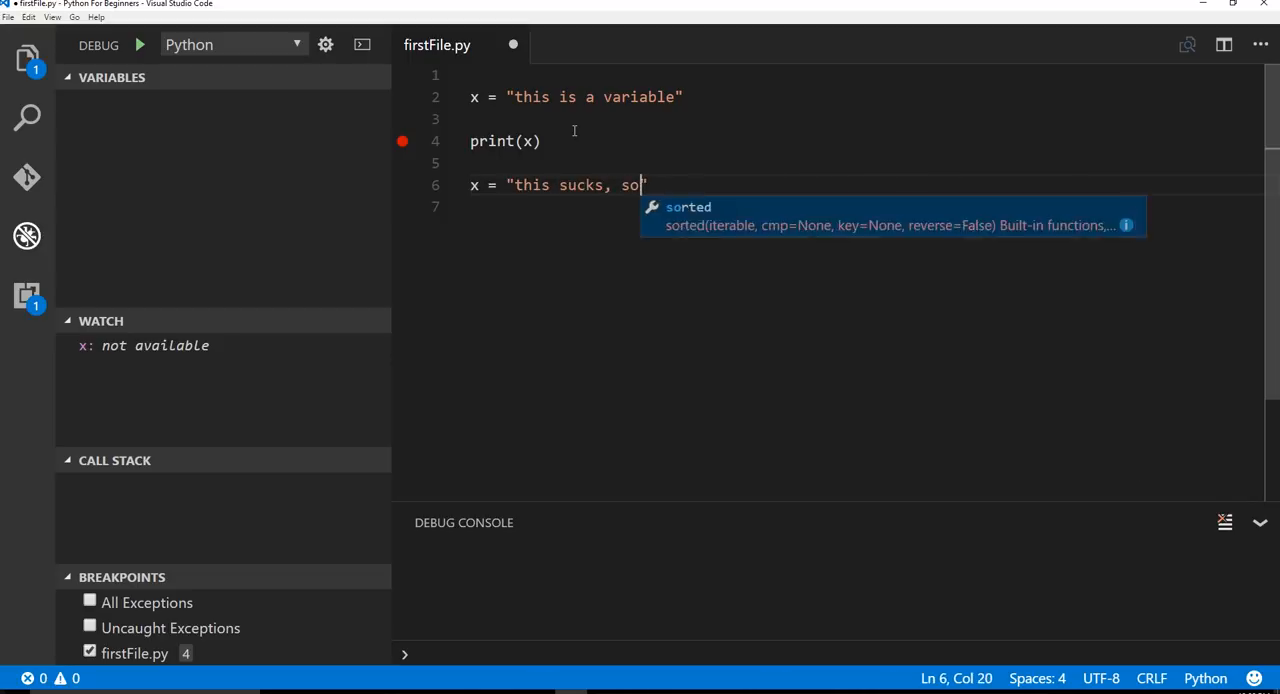 firstFile.py - Python For Beginners - Visual Studio Code
File Edit View Go Help
DEBUG Python
firstFile.py
1
VARIABLES
1
2 x = "this is a variable"
3
4 print(x)
5
6 x = "this sucks, so"
7
sorted
sorted(iterable, cmp=None, key=None, reverse=False) Built-in functions,...
1
WATCH
x: not available
CALL STACK
DEBUG CONSOLE
BREAKPOINTS
All Exceptions
Uncaught Exceptions
firstFile.py 4
0 0 Ln 6, Col 20 Spaces: 4 UTF-8 CRLF Python